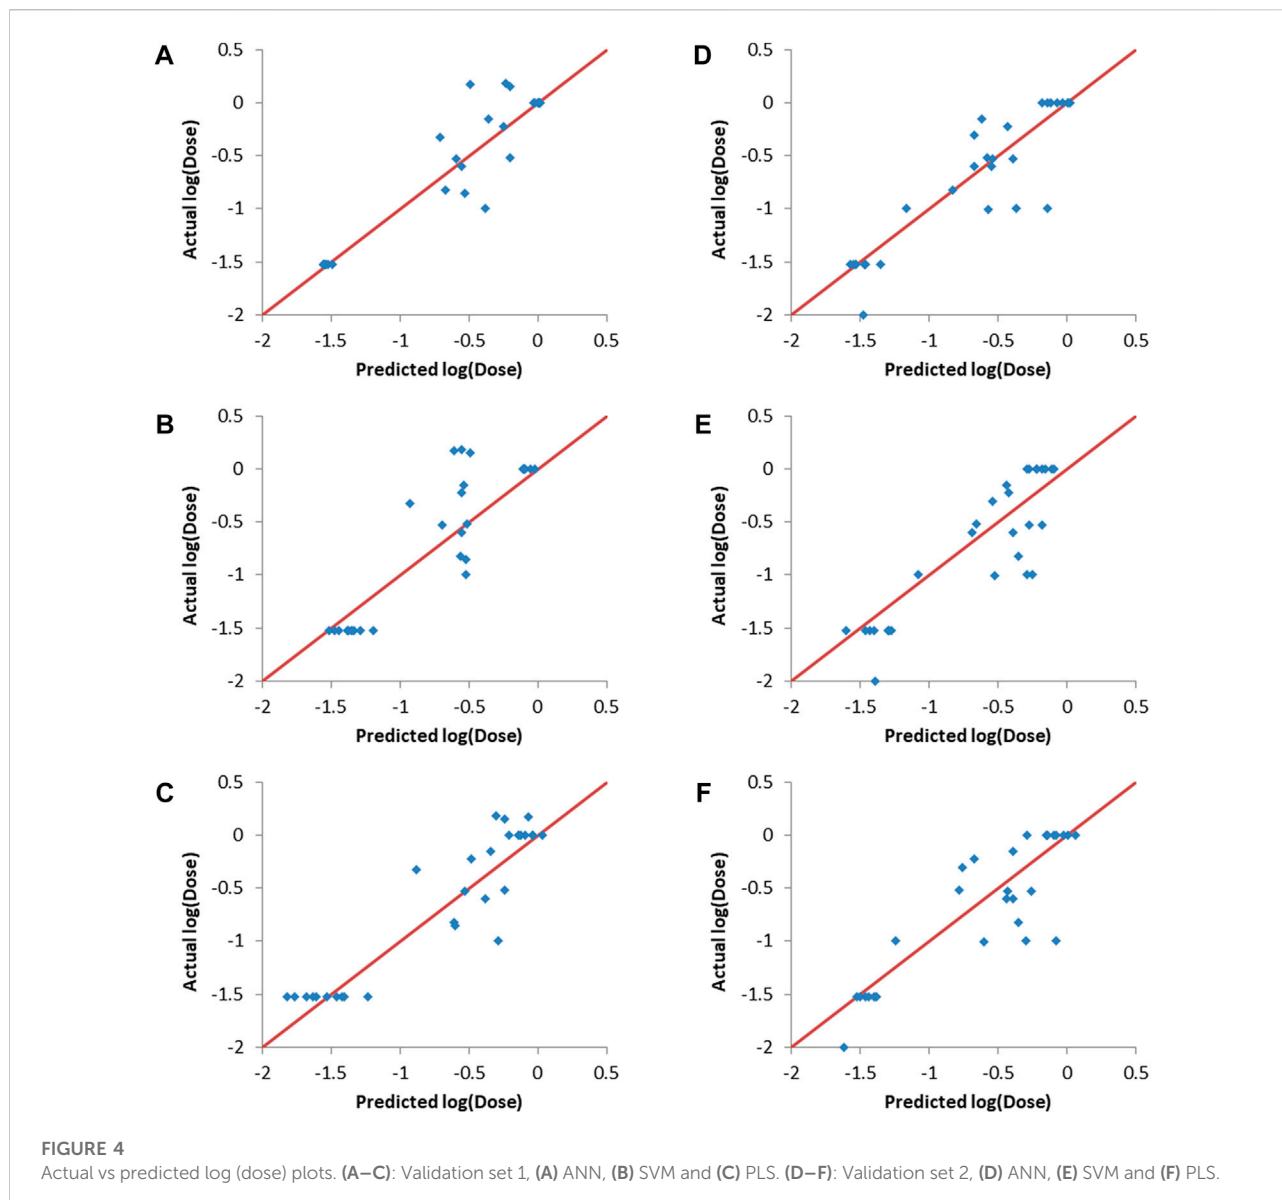 A
0.5
0
-0.5
-1
-1.5
-2
Actual log(Dose)
-2 -1.5 -1 -0.5 0 0.5
Predicted log(Dose)
D
0.5
0
-0.5
-1
-1.5
-2
Actual log(Dose)
-2 -1.5 -1 -0.5 0 0.5
Predicted log(Dose)
B
0.5
0
-0.5
-1
-1.5
-2
Actual log(Dose)
-2 -1.5 -1 -0.5 0 0.5
Predicted log(Dose)
E
0.5
0
-0.5
-1
-1.5
-2
Actual log(Dose)
-2 -1.5 -1 -0.5 0 0.5
Predicted log(Dose)
C
0.5
0
-0.5
-1
-1.5
-2
Actual log(Dose)
-2 -1.5 -1 -0.5 0 0.5
Predicted log(Dose)
F
0.5
0
-0.5
-1
-1.5
-2
Actual log(Dose)
-2 -1.5 -1 -0.5 0 0.5
Predicted log(Dose)
FIGURE 4
Actual vs predicted log (dose) plots. (A–C): Validation set 1, (A) ANN, (B) SVM and (C) PLS. (D–F): Validation set 2, (D) ANN, (E) SVM and (F) PLS.